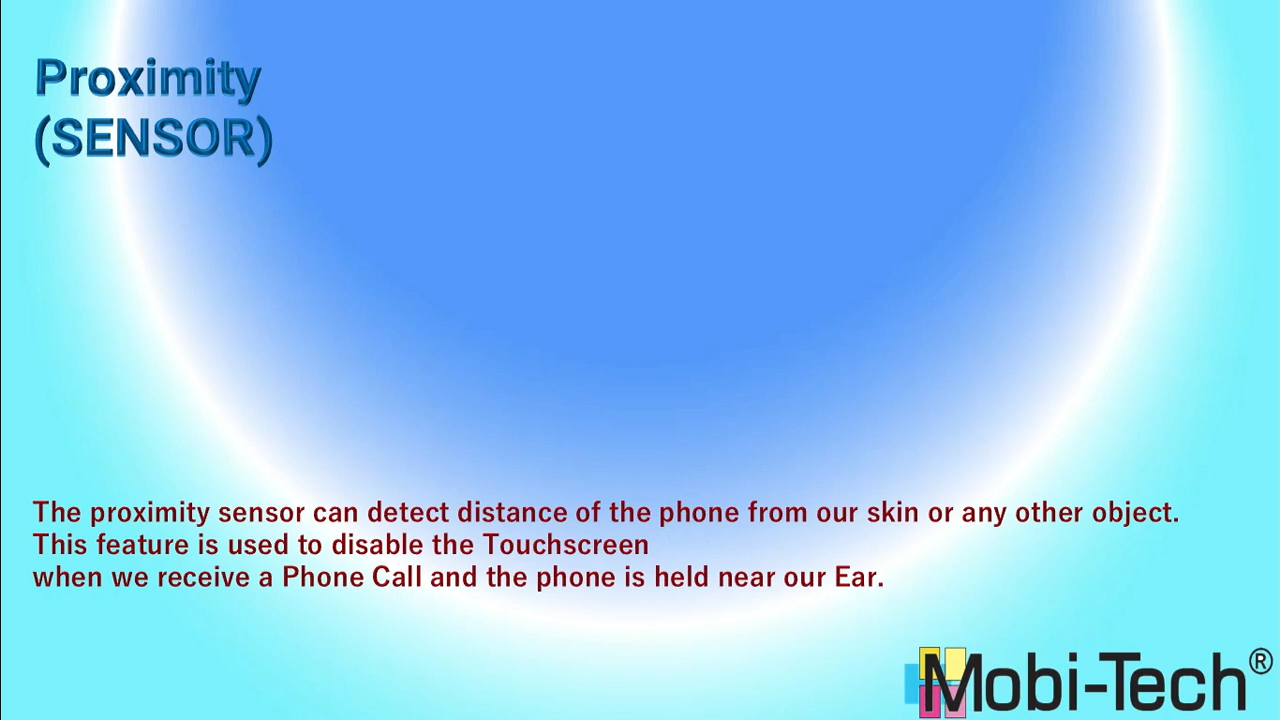 Proximity
(SENSOR)
The proximity sensor can detect distance of the phone from our skin or any other object.
This feature is used to disable the Touchscreen
when we receive a Phone Call and the phone is held near our Ear.
Mobi-Tech®